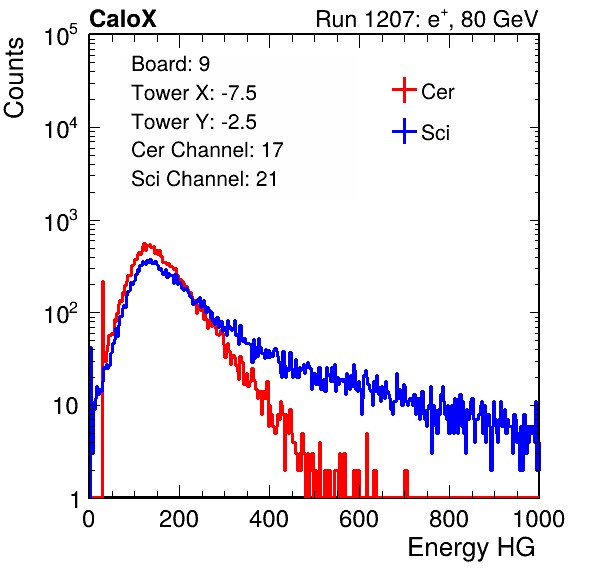 CaloX Run 1207: e⁺, 80 GeV
Counts
10⁵
10⁴
10³
10²
10
1
Board: 9
Tower X: -7.5
Tower Y: -2.5
Cer Channel: 17
Sci Channel: 21
Cer
Sci
0 200 400 600 800 1000
Energy HG